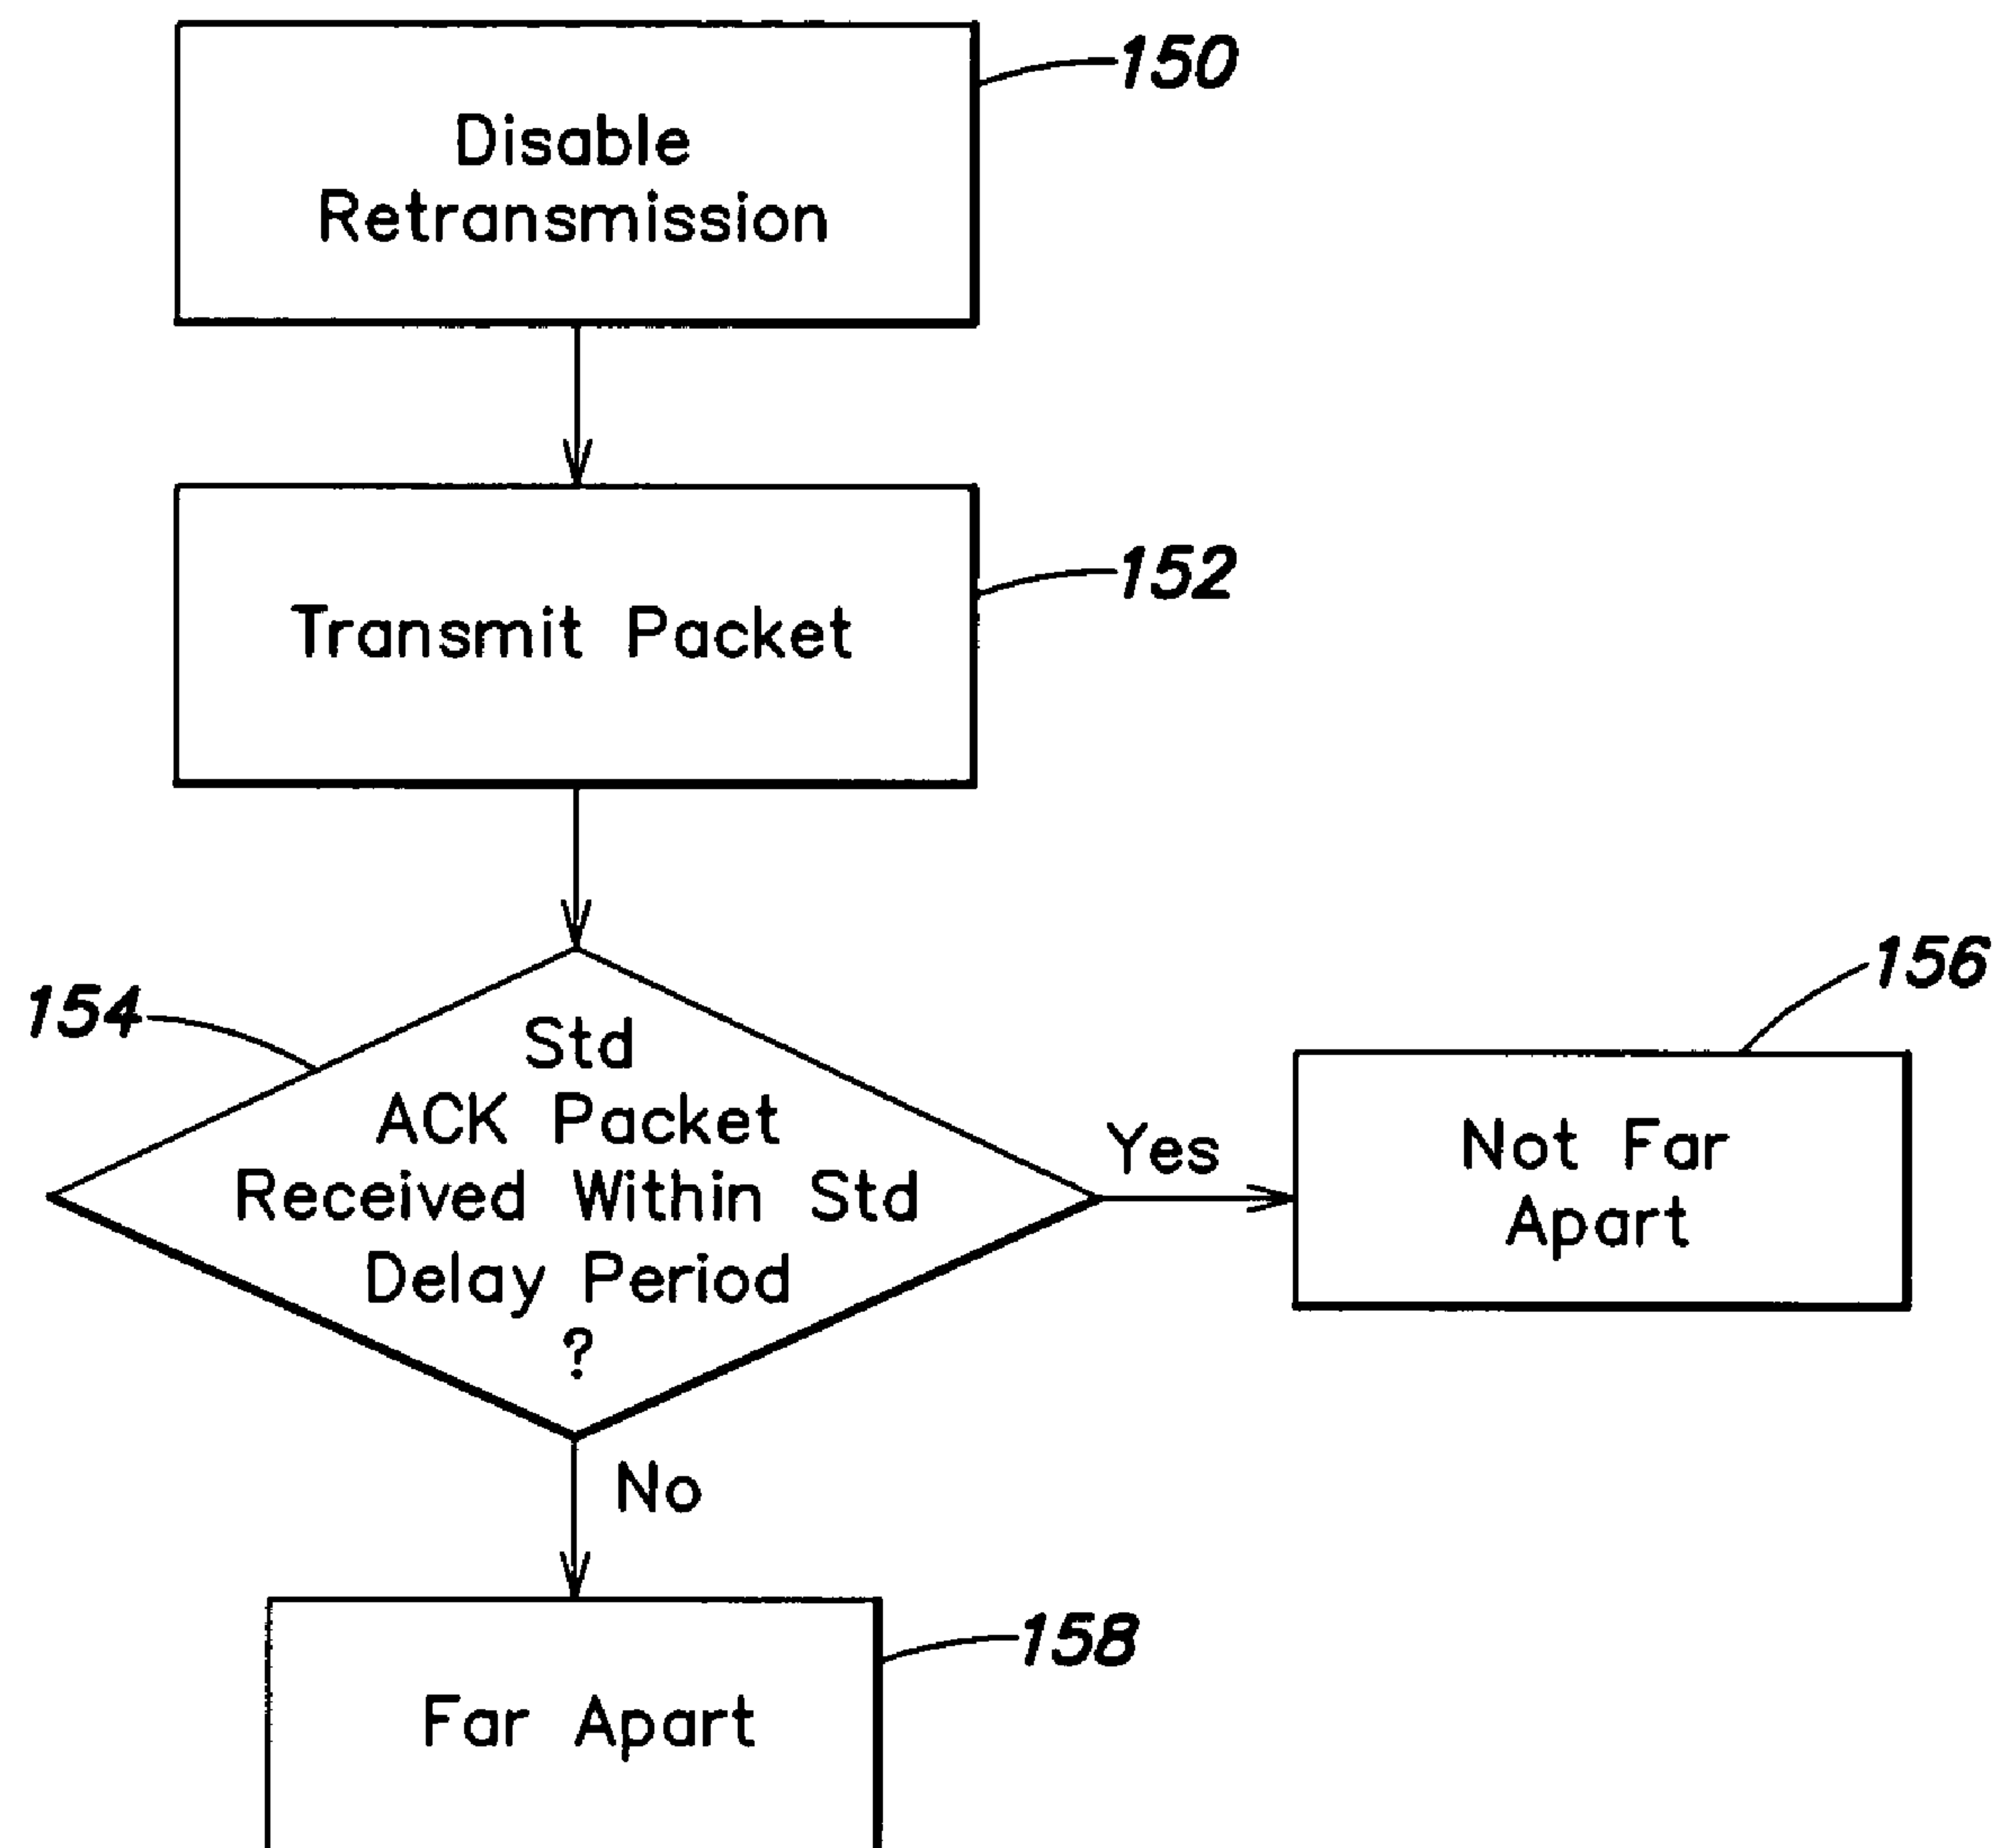 150
Disable
Retransmission
152
Transmit Packet
154
Std
ACK Packet
Received Within Std
Delay Period
?
Yes
156
Not Far
Apart
No
158
Far Apart